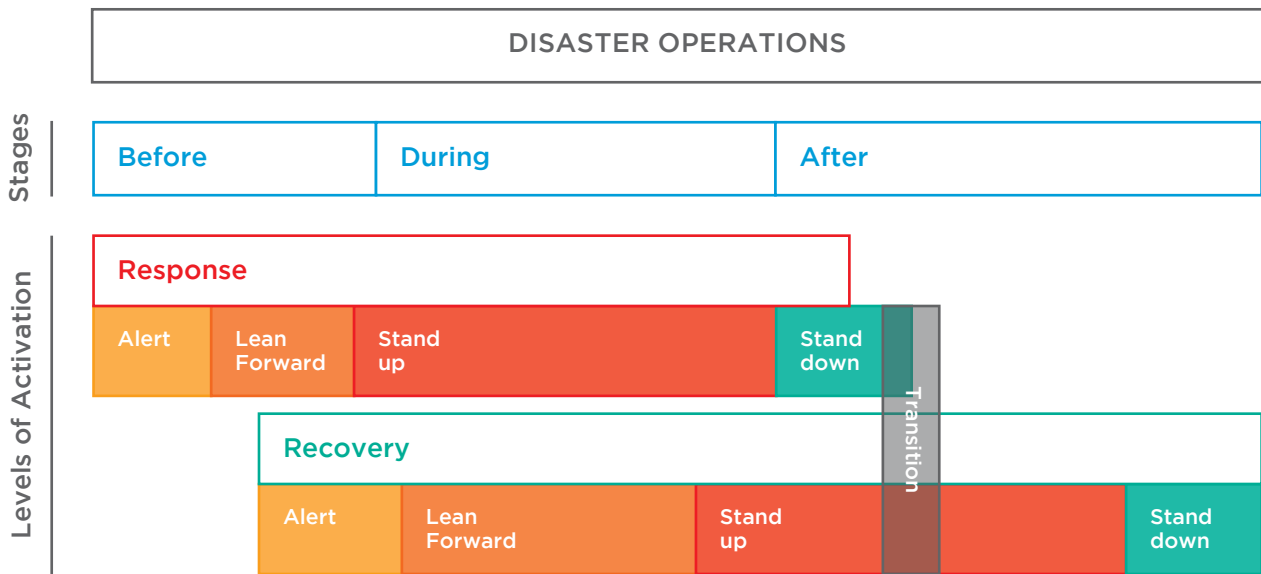 DISASTER OPERATIONS
Stages
Before
During
After
Levels of Activation
Response
Alert
Lean
Forward
Stand
up
Stand
down
Transition
Recovery
Alert
Lean
Forward
Stand
up
Stand
down